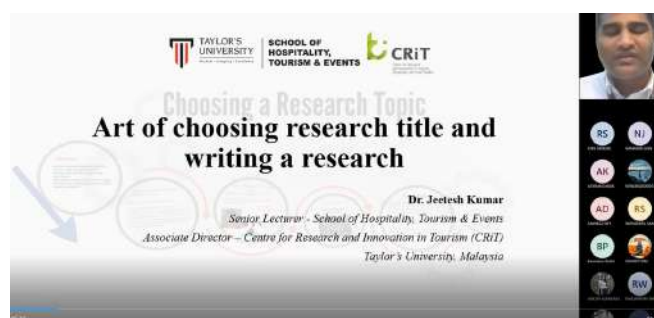 TAYLOR'S
UNIVERSITY
SCHOOL OF
HOSPITALITY,
TOURISM & EVENTS
CRiT
Choosing a Research Topic
Art of choosing research title and
writing a research
Dr. Jeetesh Kumar
Senior Lecturer - School of Hospitality, Tourism & Events
Associate Director – Centre for Research and Innovation in Tourism (CRiT)
Taylor's University, Malaysia
RS
NJ
AK
AD
RS
BP
RW